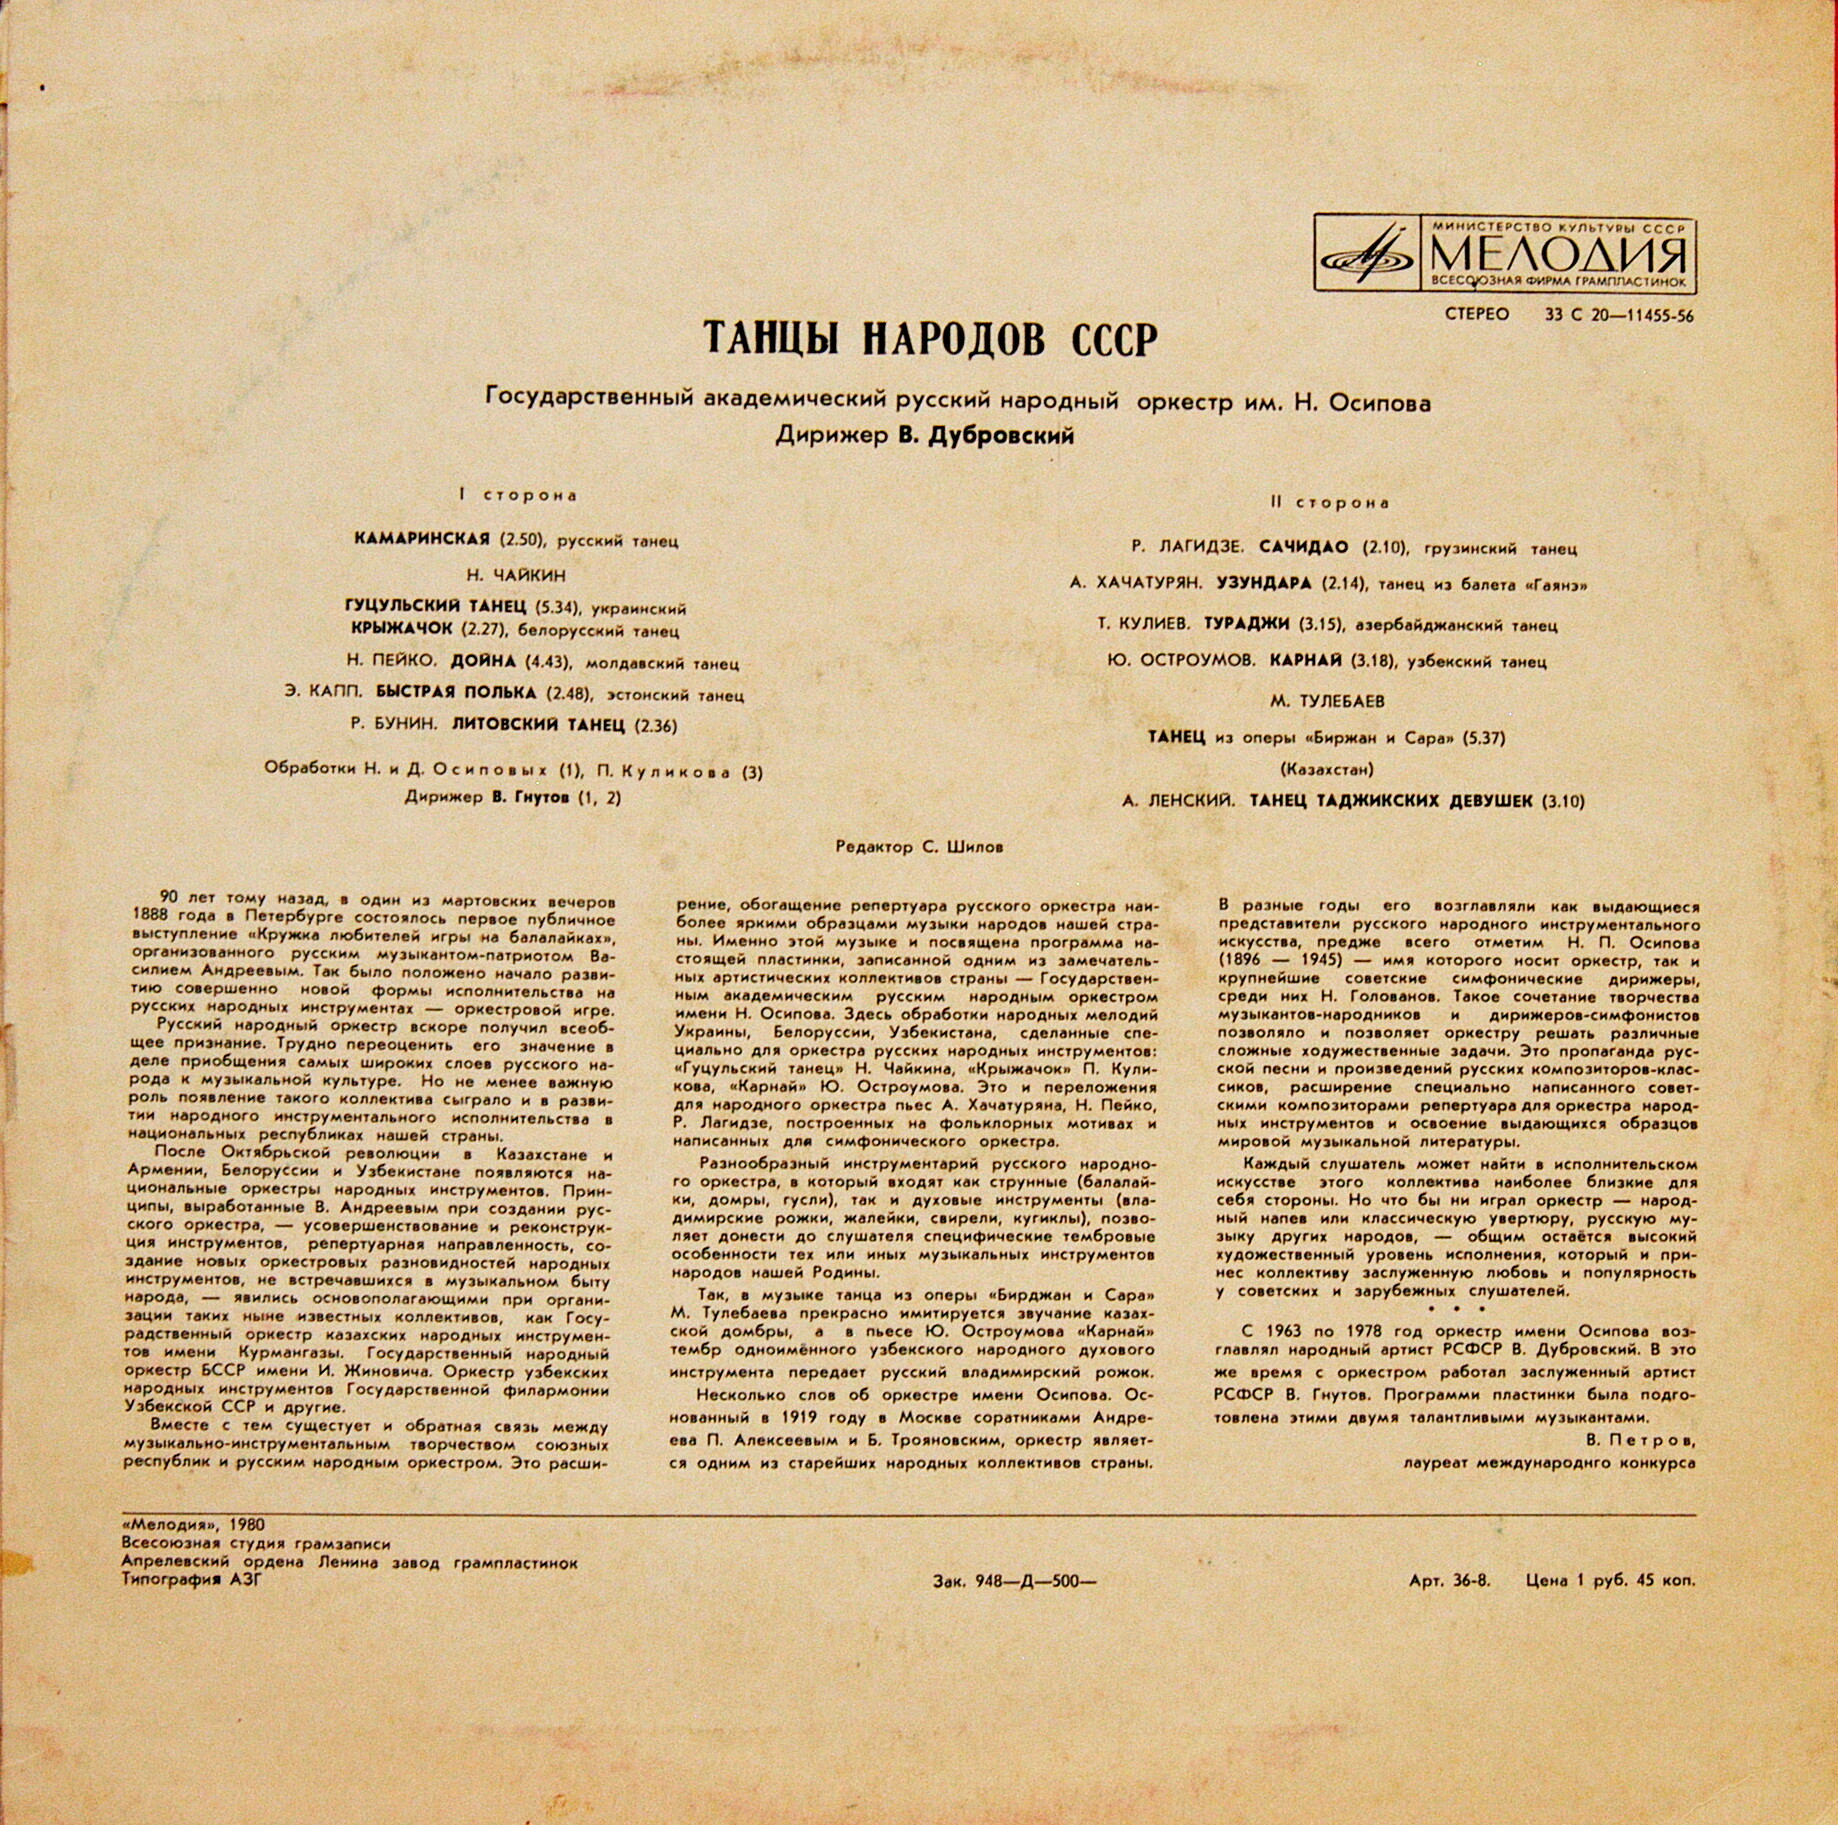 МИНИСТЕРСТВО КУЛЬТУРЫ СССР
МЕЛОДИЯ
ВСЕСОЮЗНАЯ ФИРМА ГРАМПЛАСТИНОК
СТЕРЕО 33 С 20—11455-56
ТАНЦЫ НАРОДОВ СССР
Государственный академический русский народный оркестр им. Н. Осипова
Дирижер В. Дубровский
I сторона
КАМАРИНСКАЯ (2.50), русский танец
Н. ЧАЙКИН
ГУЦУЛЬСКИЙ ТАНЕЦ (5.34), украинский
КРЫЖАЧОК (2.27), белорусский танец
Н. ПЕЙКО. ДОЙНА (4.43), молдавский танец
Э. КАПП. БЫСТРАЯ ПОЛЬКА (2.48), эстонский танец
Р. БУНИН. ЛИТОВСКИЙ ТАНЕЦ (2.36)
Обработки Н. и Д. Осиповых (1), П. Куликова (3)
Дирижер В. Гнутов (1, 2)
II сторона
Р. ЛАГИДЗЕ. САЧИДАО (2.10), грузинский танец
А. ХАЧАТУРЯН. УЗУНДАРА (2.14), танец из балета «Гаянэ»
Т. КУЛИЕВ. ТУРАДЖИ (3.15), азербайджанский танец
Ю. ОСТРОУМОВ. КАРНАЙ (3.18), узбекский танец
М. ТУЛЕБАЕВ
ТАНЕЦ из оперы «Биржан и Сара» (5.37)
(Казахстан)
А. ЛЕНСКИЙ. ТАНЕЦ ТАДЖИКСКИХ ДЕВУШЕК (3.10)
Редактор С. Шилов
90 лет тому назад, в один из мартовских вечеров
1888 года в Петербурге состоялось первое публичное
выступление «Кружка любителей игры на балалайках»,
организованного русским музыкантом-патриотом Ва-
силием Андреевым. Так было положено начало разви-
тию совершенно новой формы исполнительства на
русских народных инструментах — оркестровой игре.
Русский народный оркестр вскоре получил всеоб-
щее признание. Трудно переоценить его значение в
деле приобщения самых широких слоев русского на-
рода к музыкальной культуре. Но не менее важную
роль появление такого коллектива сыграло и в разви-
тии народного инструментального исполнительства в
национальных республиках нашей страны.
После Октябрьской революции в Казахстане и
Армении, Белоруссии и Узбекистане появляются на-
циональные оркестры народных инструментов. Прин-
ципы, выработанные В. Андреевым при создании рус-
ского оркестра, — усовершенствование и реконструк-
ция инструментов, репертуарная направленность, со-
здание новых оркестровых разновидностей народных
инструментов, не встречавшихся в музыкальном быту
народа, — явились основополагающими при органи-
зации таких ныне известных коллективов, как Госу-
радственный оркестр казахских народных инструмен-
тов имени Курмангазы. Государственный народный
оркестр БССР имени И. Жиновича. Оркестр узбекских
народных инструментов Государственной филармонии
Узбекской ССР и другие.
Вместе с тем сущестует и обратная связь между
музыкально-инструментальным творчеством союзных
республик и русским народным оркестром. Это расши-
рение, обогащение репертуара русского оркестра наи-
более яркими образцами музыки народов нашей стра-
ны. Именно этой музыке и посвящена программа на-
стоящей пластинки, записанной одним из замечатель-
ных артистических коллективов страны — Государствен-
ным академическим русским народным оркестром
имени Н. Осипова. Здесь обработки народных мелодий
Украины, Белоруссии, Узбекистана, сделанные спе-
циально для оркестра русских народных инструментов:
«Гуцульский танец» Н. Чайкина, «Крыжачок» П. Кули-
кова, «Карнай» Ю. Остроумова. Это и переложения
для народного оркестра пьес А. Хачатуряна, Н. Пейко,
Р. Лагидзе, построенных на фольклорных мотивах и
написанных для симфонического оркестра.
Разнообразный инструментарий русского народно-
го оркестра, в который входят как струнные (балалай-
ки, домры, гусли), так и духовые инструменты (вла-
димирские рожки, жалейки, свирели, кугиклы), позво-
ляет донести до слушателя специфические тембровые
особенности тех или иных музыкальных инструментов
народов нашей Родины.
Так, в музыке танца из оперы «Бирджан и Сара»
М. Тулебаева прекрасно имитируется звучание казах-
ской домбры, а в пьесе Ю. Остроумова «Карнай»
тембр одноимённого узбекского народного духового
инструмента передает русский владимирский рожок.
Несколько слов об оркестре имени Осипова. Ос-
нованный в 1919 году в Москве соратниками Андре-
ева П. Алексеевым и Б. Трояновским, оркестр являет-
ся одним из старейших народных коллективов страны.
В разные годы его возглавляли как выдающиеся
представители русского народного инструментального
искусства, предже всего отметим Н. П. Осипова
(1896 — 1945) — имя которого носит оркестр, так и
крупнейшие советские симфонические дирижеры,
среди них Н. Голованов. Такое сочетание творчества
музыкантов-народников и дирижеров-симфонистов
позволяло и позволяет оркестру решать различные
сложные ходужественные задачи. Это пропаганда рус-
ской песни и произведений русских композиторов-клас-
сиков, расширение специально написанного совет-
скими композиторами репертуара для оркестра народ-
ных инструментов и освоение выдающихся образцов
мировой музыкальной литературы.
Каждый слушатель может найти в исполнительском
искусстве этого коллектива наиболее близкие для
себя стороны. Но что бы ни играл оркестр — народ-
ный напев или классическую увертюру, русскую му-
зыку других народов, — общим остаётся высокий
художественный уровень исполнения, который и при-
нес коллективу заслуженную любовь и популярность
у советских и зарубежных слушателей.
• • •
С 1963 по 1978 год оркестр имени Осипова воз-
главлял народный артист РСФСР В. Дубровский. В это
же время с оркестром работал заслуженный артист
РСФСР В. Гнутов. Программи пластинки была подго-
товлена этими двумя талантливыми музыкантами.
В. Петров,
лауреат международнго конкурса
«Мелодия», 1980
Всесоюзная студия грамзаписи
Апрелевский ордена Ленина завод грампластинок
Типография АЗГ
Зак. 948—Д—500—
Арт. 36-8. Цена 1 руб. 45 коп.